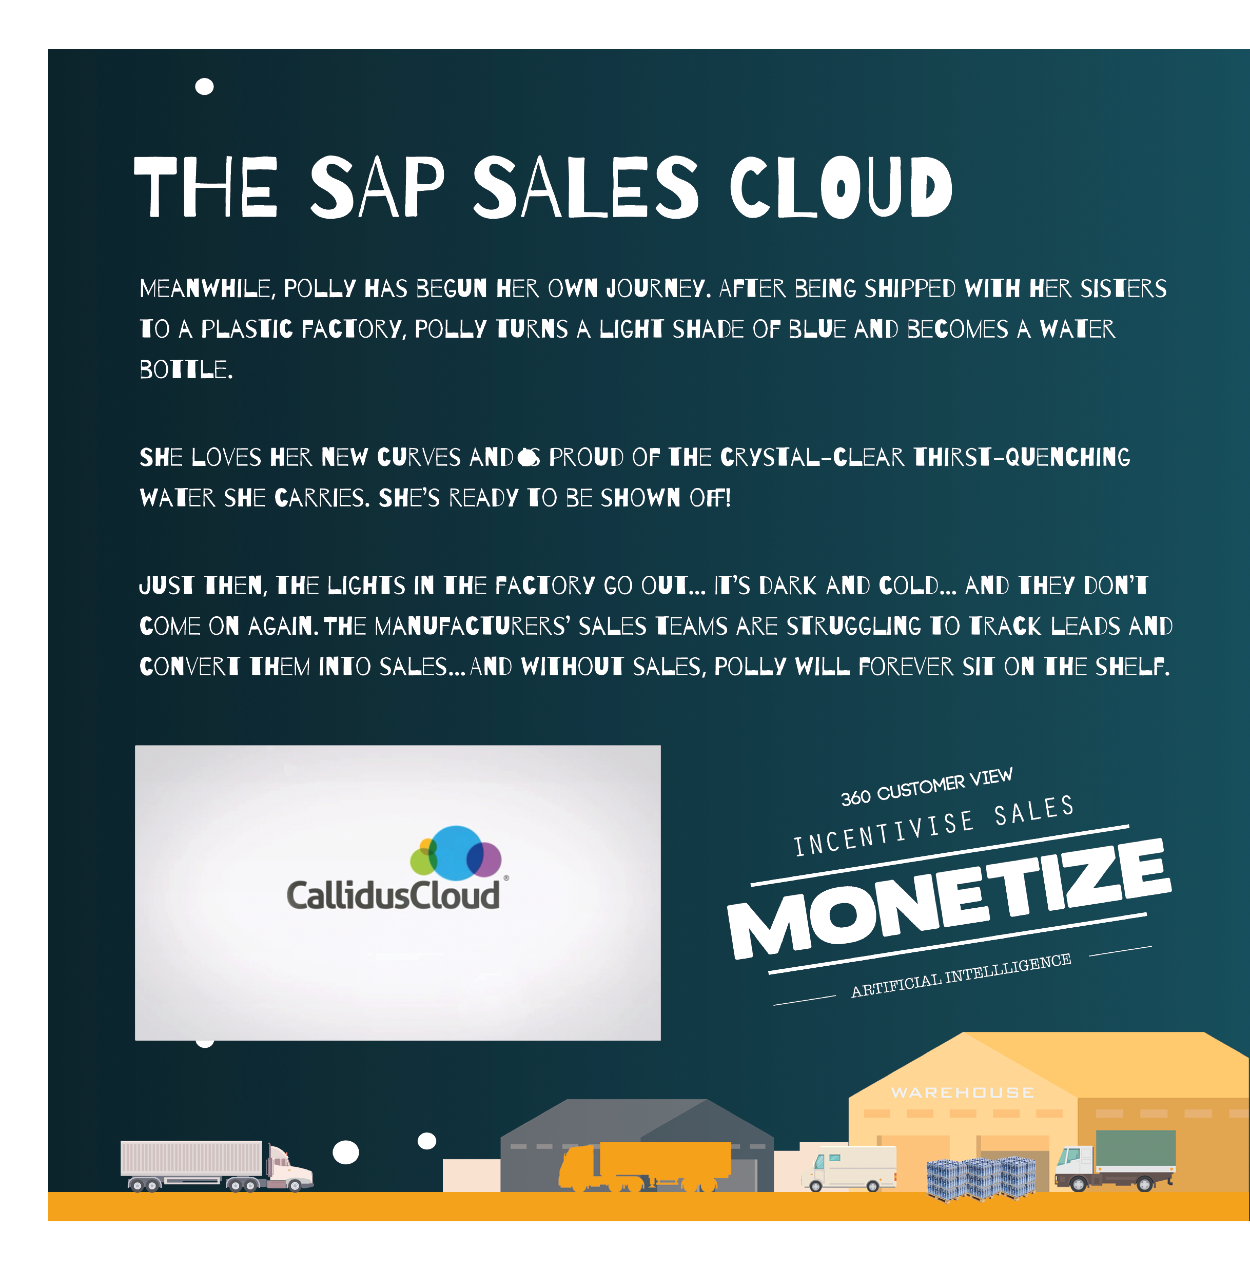 THE SAP SALES CLOUD
MEANWHILE, POLLY HAS BEGUN HER OWN JOURNEY. AFTER BEING SHIPPED WITH HER SISTERS
TO A PLASTIC FACTORY, POLLY TURNS A LIGHT SHADE OF BLUE AND BECOMES A WATER
BOTTLE.
SHE LOVES HER NEW CURVES AND IS PROUD OF THE CRYSTAL-CLEAR THIRST-QUENCHING
WATER SHE CARRIES. SHE'S READY TO BE SHOWN OFF!
JUST THEN, THE LIGHTS IN THE FACTORY GO OUT... IT'S DARK AND COLD... AND THEY DON'T
COME ON AGAIN. THE MANUFACTURERS' SALES TEAMS ARE STRUGGLING TO TRACK LEADS AND
CONVERT THEM INTO SALES... AND WITHOUT SALES, POLLY WILL FOREVER SIT ON THE SHELF.
CallidusCloud®
360 CUSTOMER VIEW
INCENTIVISE SALES
MONETIZE
ARTIFICIAL INTELLLIGENCE
WAREHOUSE